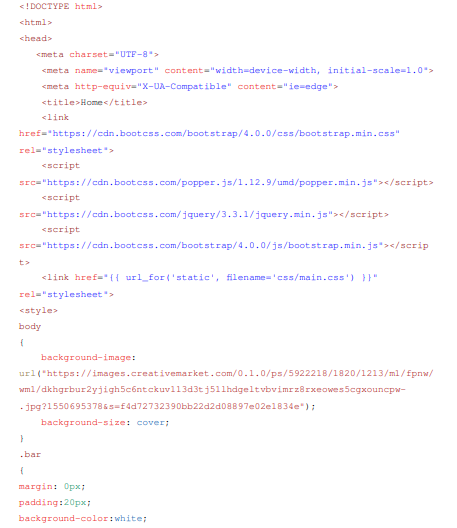 <!DOCTYPE html>
<html>
<head>
<meta charset="UTF-8">
<meta name="viewport" content="width=device-width, initial-scale=1.0">
<meta http-equiv="X-UA-Compatible" content="ie=edge">
<title>Home</title>
<link
href="https://cdn.bootcss.com/bootstrap/4.0.0/css/bootstrap.min.css"
rel="stylesheet">
<script
src="https://cdn.bootcss.com/popper.js/1.12.9/umd/popper.min.js"></script>
<script
src="https://cdn.bootcss.com/jquery/3.3.1/jquery.min.js"></script>
<script
src="https://cdn.bootcss.com/bootstrap/4.0.0/js/bootstrap.min.js"></scrip
t>
<link href="{{ url_for('static', filename='css/main.css') }}"
rel="stylesheet">
<style>
body
{
background-image:
url("https://images.creativemarket.com/0.1.0/ps/5922218/1820/1213/m1/fpnw/
wm1/dkhgrbur2yjigh5c6ntckuvl13d3tj51lhdgeltvbvimrz8rxeowes5cgxouncpw-
.jpg?1550695378&s=f4d72732390bb22d2d08897e02e1834e");
background-size: cover;
}
.bar
{
margin: 0px;
padding:20px;
background-color:white;